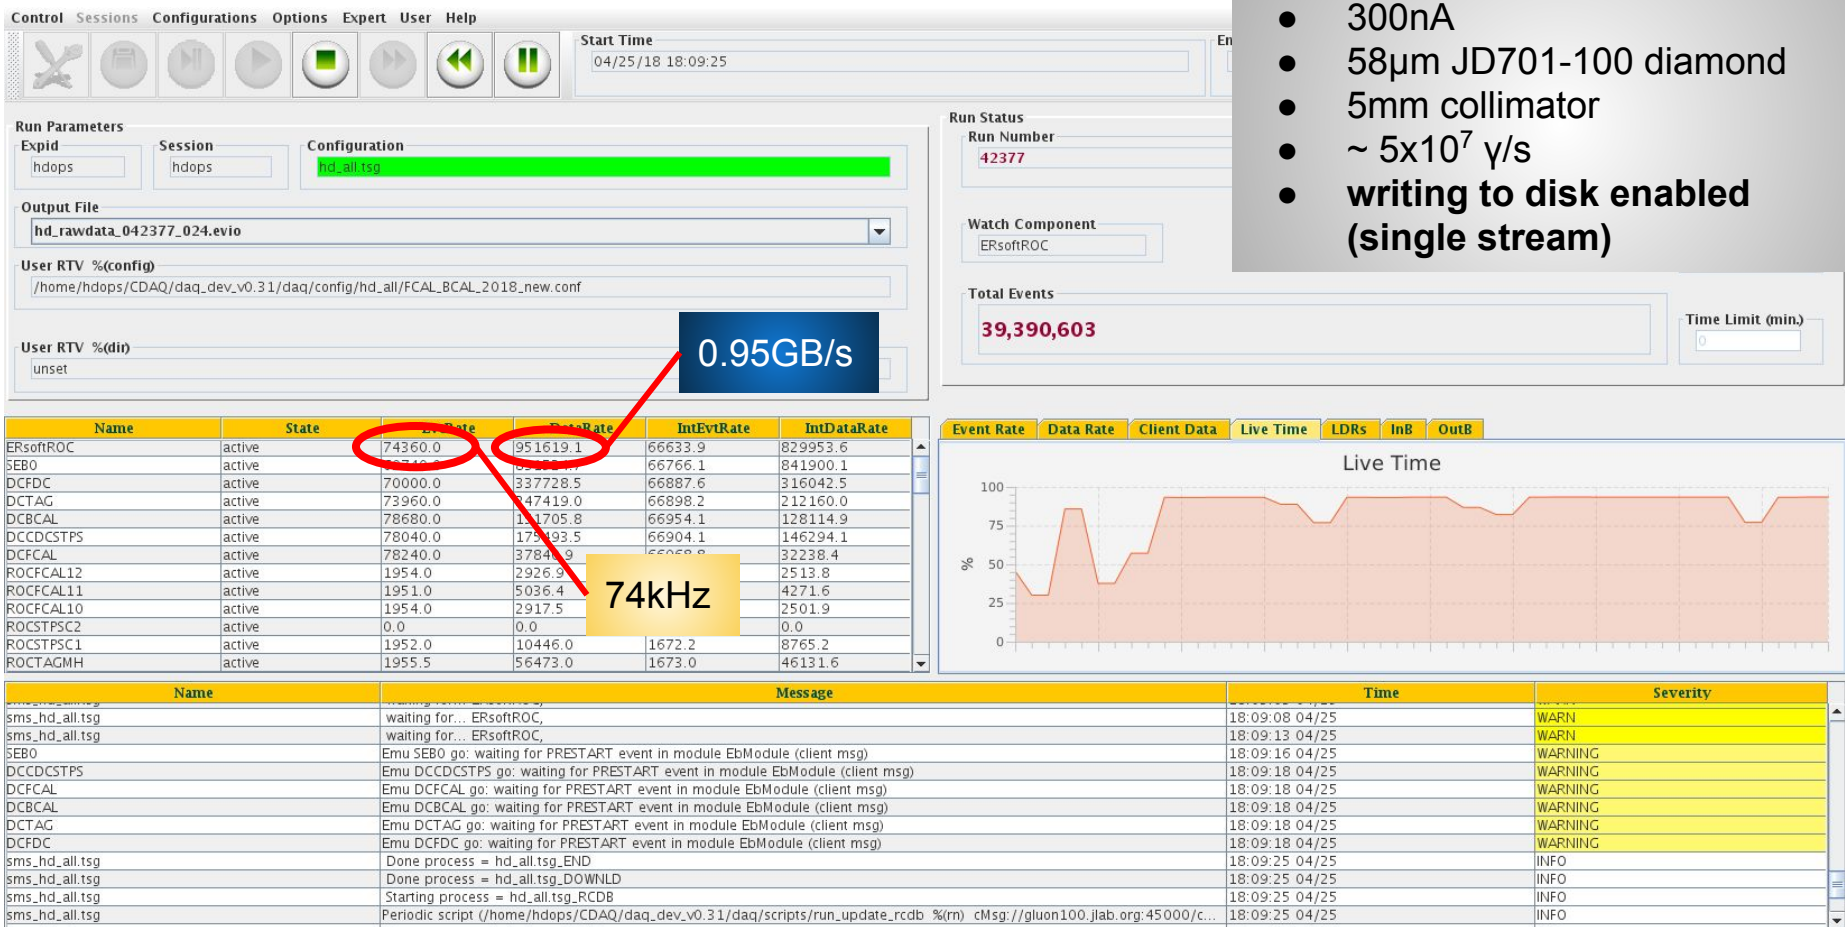 Control Sessions Configurations Options Expert User Help
Start Time
04/25/18 18:09:25
En
● 300nA
● 58μm JD701-100 diamond
● 5mm collimator
● ~ 5x10⁷ γ/s
● writing to disk enabled
(single stream)
Run Parameters
Expid Session Configuration
hdops hdops hd_all.tsg
Output File
hd_rawdata_042377_024.evio
User RTV %(config)
/home/hdops/CDAQ/daq_dev_v0.31/daq/config/hd_all/FCAL_BCAL_2018_new.conf
User RTV %(dir)
unset
Run Status
Run Number
42377
Watch Component
ERsoftROC
Total Events
39,390,603
Time Limit (min.)
0
0.95GB/s
74kHz
Name State EvtRate DataRate IntEvtRate IntDataRate
ERsoftROC active 74360.0 951619.1 66633.9 829953.6
SEB0 active 66766.1 841900.1
DCFDC active 70000.0 337728.5 66887.6 316042.5
DCTAG active 73960.0 247419.0 66898.2 212160.0
DCBCAL active 78680.0 66954.1 128114.9
DCCDCSTPS active 78040.0 66904.1 146294.1
DCFCAL active 78240.0 32238.4
ROCFCAL12 active 1954.0 2926.9 2513.8
ROCFCAL11 active 1951.0 5036.4 4271.6
ROCFCAL10 active 1954.0 2917.5 2501.9
ROCSTPSC2 active 0.0 0.0 0.0
ROCSTPSC1 active 1952.0 10446.0 1672.2 8765.2
ROCTAGMH active 1955.5 56473.0 1673.0 46131.6
Event Rate Data Rate Client Data Live Time LDRs InB OutB
Live Time
100
75
50
25
0
%
Name Message Time Severity
sms_hd_all.tsg waiting for... ERsoftROC, 18:09:08 04/25 WARN
sms_hd_all.tsg waiting for... ERsoftROC, 18:09:13 04/25 WARN
SEB0 Emu SEB0 go: waiting for PRESTART event in module EbModule (client msg) 18:09:16 04/25 WARNING
DCCDCSTPS Emu DCCDCSTPS go: waiting for PRESTART event in module EbModule (client msg) 18:09:18 04/25 WARNING
DCFCAL Emu DCFCAL go: waiting for PRESTART event in module EbModule (client msg) 18:09:18 04/25 WARNING
DCBCAL Emu DCBCAL go: waiting for PRESTART event in module EbModule (client msg) 18:09:18 04/25 WARNING
DCTAG Emu DCTAG go: waiting for PRESTART event in module EbModule (client msg) 18:09:18 04/25 WARNING
DCFDC Emu DCFDC go: waiting for PRESTART event in module EbModule (client msg) 18:09:18 04/25 WARNING
sms_hd_all.tsg Done process = hd_all.tsg_END 18:09:25 04/25 INFO
sms_hd_all.tsg Done process = hd_all.tsg_DOWNLD 18:09:25 04/25 INFO
sms_hd_all.tsg Starting process = hd_all.tsg_RCDB 18:09:25 04/25 INFO
sms_hd_all.tsg Periodic script (/home/hdops/CDAQ/daq_dev_v0.31/daq/scripts/run_update_rcdb %(rn) cMsg://gluon100.jlab.org:45000/c... 18:09:25 04/25 INFO